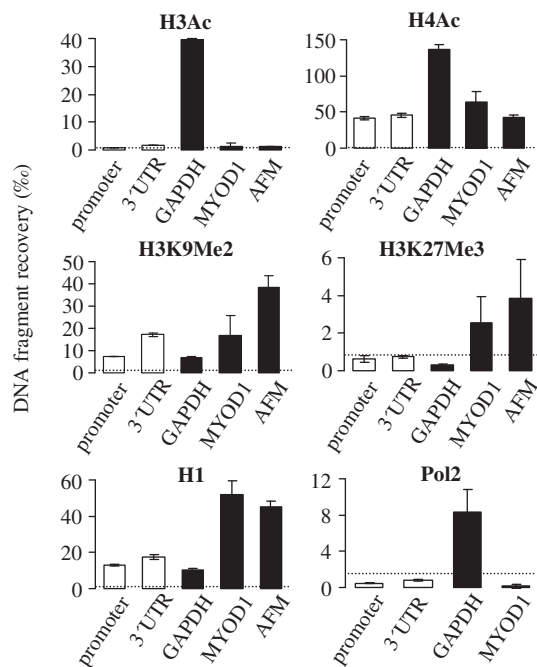 H3Ac
40
30
20
10
0
promoter
3´UTR
GAPDH
MYOD1
AFM
H4Ac
150
100
50
0
promoter
3´UTR
GAPDH
MYOD1
AFM
DNA fragment recovery (‰)
H3K9Me2
50
40
30
20
10
0
promoter
3´UTR
GAPDH
MYOD1
AFM
H3K27Me3
6
4
2
0
promoter
3´UTR
GAPDH
MYOD1
AFM
H1
60
40
20
0
promoter
3´UTR
GAPDH
MYOD1
AFM
Pol2
12
8
4
0
promoter
3´UTR
GAPDH
MYOD1